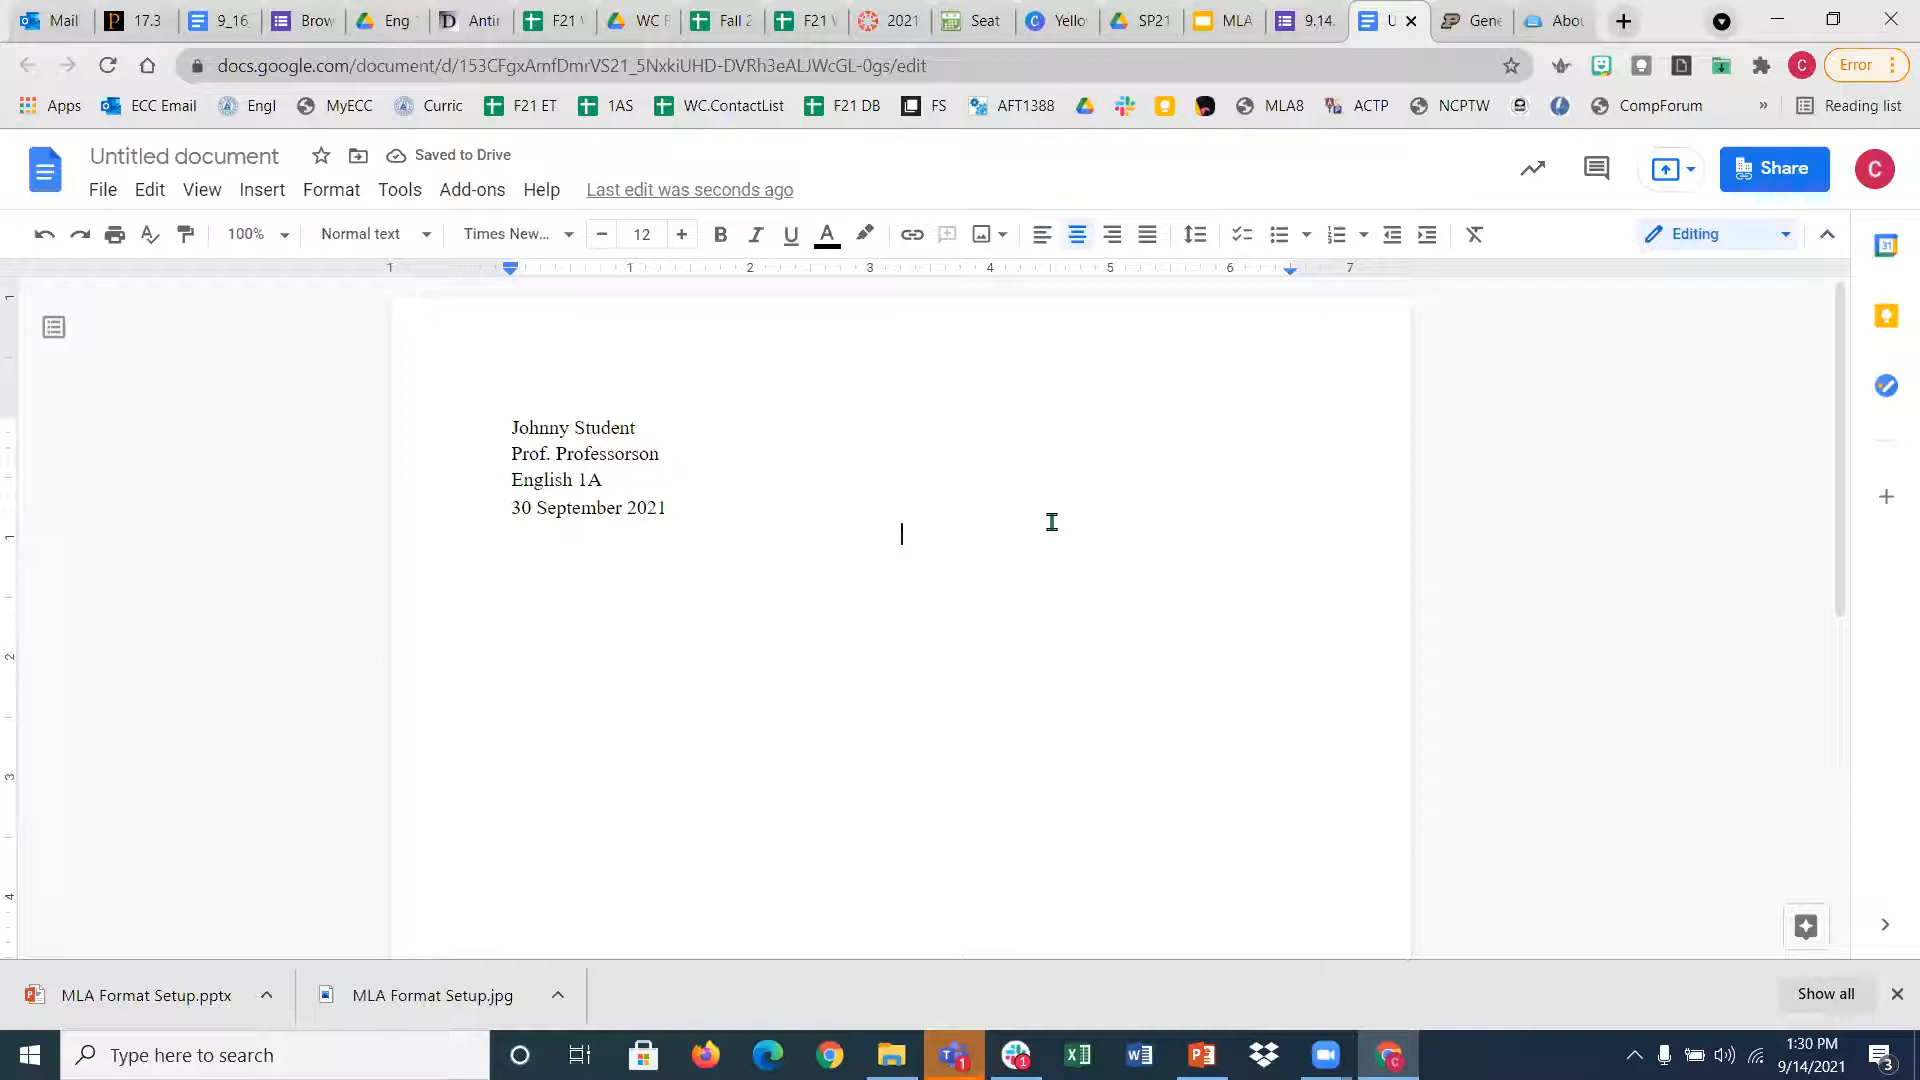 Mail 17.3 9_16 Brow Eng Antir F21 WC F Fall 2 F21 2021 Seat Yello SP21 MLA 9.14. U Gene Abou
docs.google.com/document/d/153CFgxAmfDmrVS21_5NxkiUHD-DVRh3eALJWcGL-0gs/edit Error
Apps ECC Email Engl MyECC Curric F21 ET 1AS WC.ContactList F21 DB FS AFT1388 MLA8 ACTP NCPTW CompForum » Reading list
Untitled document Saved to Drive
File Edit View Insert Format Tools Add-ons Help Last edit was seconds ago
Share C
100% Normal text Times New... 12 B I U A Editing
1 1 2 3 4 5 6 7
1
Johnny Student
Prof. Professorson
English 1A
30 September 2021
1
2
3
4
MLA Format Setup.pptx MLA Format Setup.jpg Show all
Type here to search
1:30 PM
9/14/2021
3